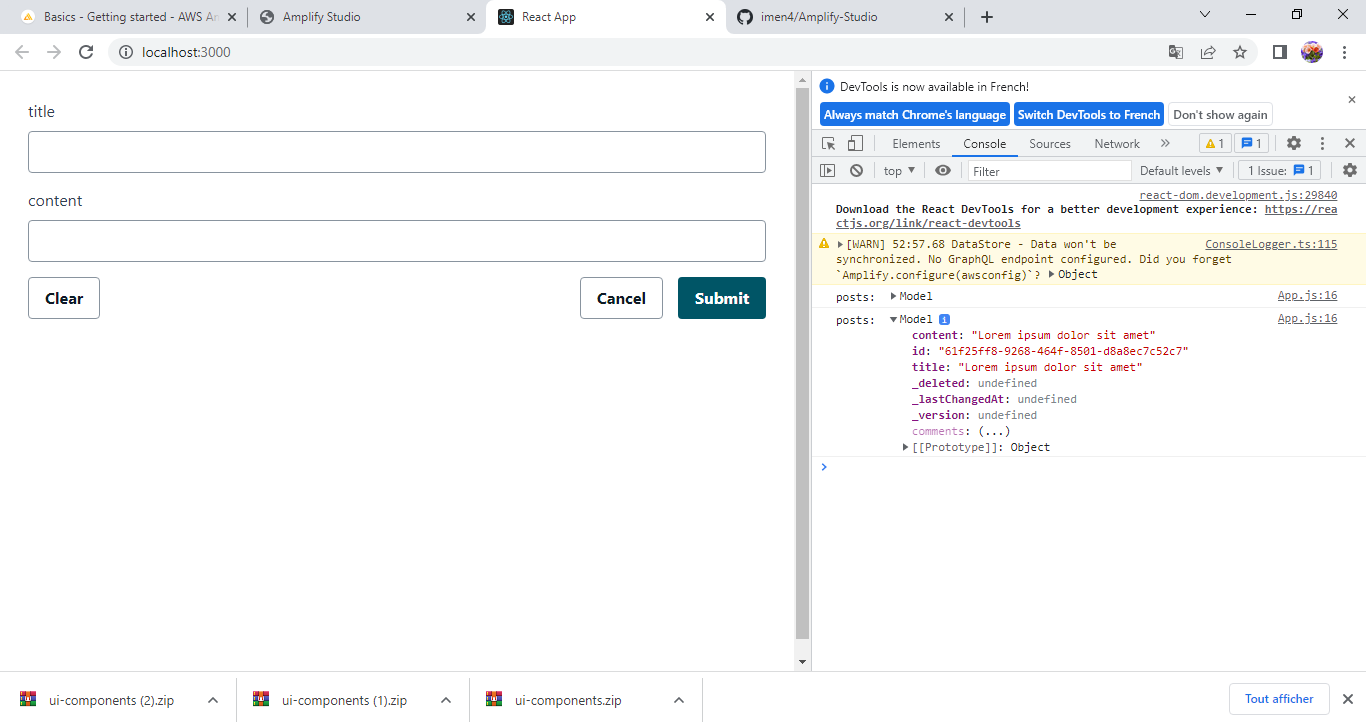 Basics - Getting started - AWS Am
Amplify Studio
React App
imen4/Amplify-Studio
localhost:3000
title
content
Clear
Cancel
Submit
DevTools is now available in French!
Always match Chrome's language
Switch DevTools to French
Don't show again
Elements
Console
Sources
Network
1
1
top
Filter
Default levels
1 Issue:
1
react-dom.development.js:29840
Download the React DevTools for a better development experience: https://rea
ctjs.org/link/react-devtools
[WARN] 52:57.68 DataStore - Data won't be
ConsoleLogger.ts:115
synchronized. No GraphQL endpoint configured. Did you forget
`Amplify.configure(awsconfig)`? Object
posts: Model
App.js:16
posts: Model
App.js:16
content: "Lorem ipsum dolor sit amet"
id: "61f25ff8-9268-464f-8501-d8a8ec7c52c7"
title: "Lorem ipsum dolor sit amet"
_deleted: undefined
_lastChangedAt: undefined
_version: undefined
comments: (...)
[[Prototype]]: Object
ui-components (2).zip
ui-components (1).zip
ui-components.zip
Tout afficher